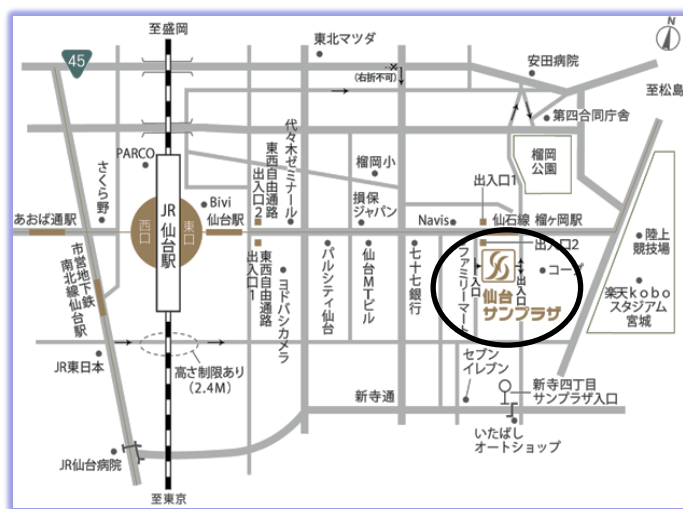 至盛岡
N
45
東北マツダ
(右折不可)
安田病院
至松島
第四合同庁舎
代々木ゼミナール
東西自由通路
出入口2
榴岡小
榴岡
公園
PARCO
さくら野
Bivi
損保
ジャパン
出入口1
あおば通駅
西口
JR
仙台駅
東口
仙台駅
Navis
仙石線 榴ヶ岡駅
陸上
競技場
市営地下鉄
南北線仙台駅
東西自由通路
出入口1
ヨドバシカメラ
パルシティ仙台
仙台MTビル
七十七銀行
ファミリーマート
入口
出入口2
出入口
コープ
仙台
サンプラザ
楽天kobo
スタジアム
宮城
JR東日本
高さ制限あり
(2.4M)
セブン
イレブン
新寺通
新寺四丁目
サンプラザ入口
いたばし
オートショップ
JR仙台病院
至東京